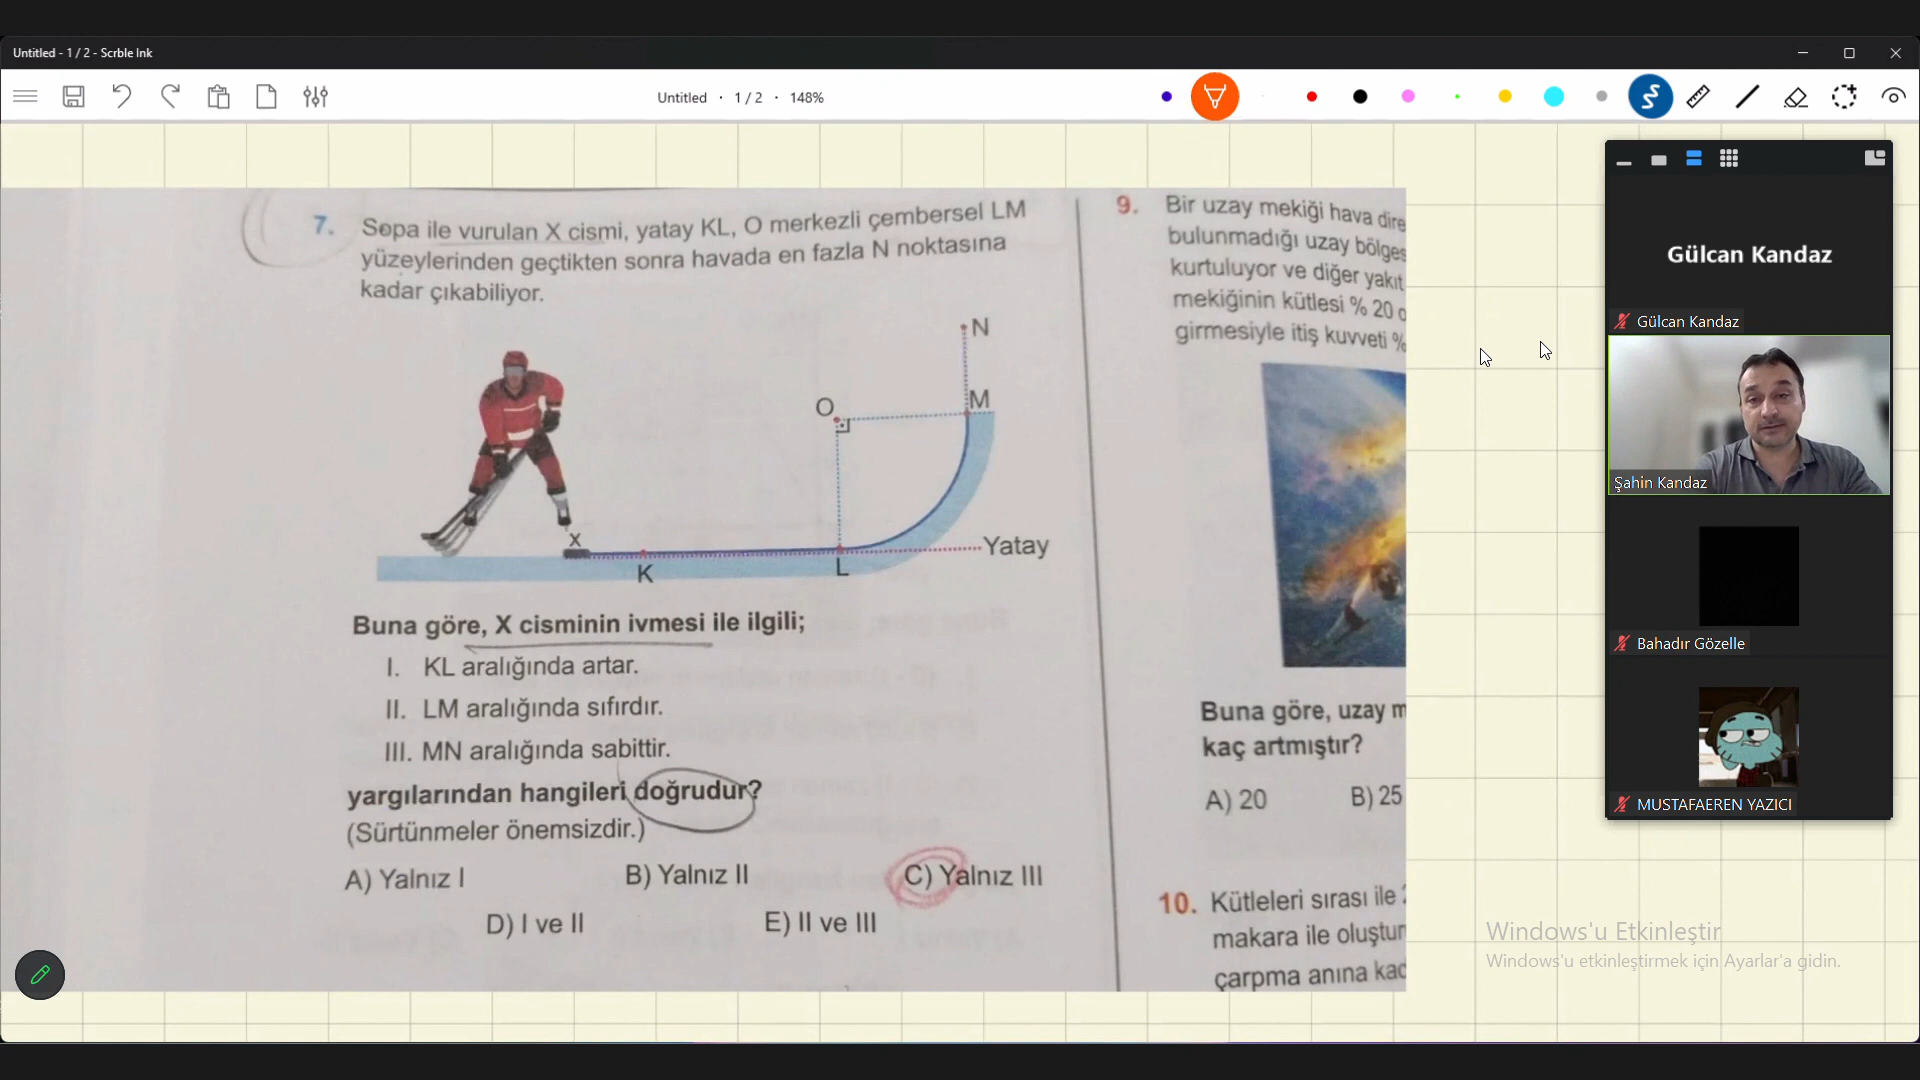 Untitled - 1 / 2 - Scrble Ink
Untitled · 1 / 2 · 148%
7. Sopa ile vurulan X cismi, yatay KL, O merkezli çembersel LM
yüzeylerinden geçtikten sonra havada en fazla N noktasına
kadar çıkabiliyor.
N
O
M
X
K
L
Yatay
Buna göre, X cisminin ivmesi ile ilgili;
I. KL aralığında artar.
II. LM aralığında sıfırdır.
III. MN aralığında sabittir.
yargılarından hangileri doğrudur?
(Sürtünmeler önemsizdir.)
A) Yalnız I
B) Yalnız II
C) Yalnız III
D) I ve II
E) II ve III
9. Bir uzay mekiği hava dire
bulunmadığı uzay bölges
kurtuluyor ve diğer yakıt
mekiğinin kütlesi % 20
girmesiyle itiş kuvveti %
Buna göre, uzay m
kaç artmıştır?
A) 20
B) 25
10. Kütleleri sırası ile
makara ile oluştur
çarpma anına kad
Gülcan Kandaz
Gülcan Kandaz
Şahin Kandaz
Bahadır Gözelle
MUSTAFAEREN YAZICI
Windows'u Etkinleştir
Windows'u etkinleştirmek için Ayarlar'a gidin.